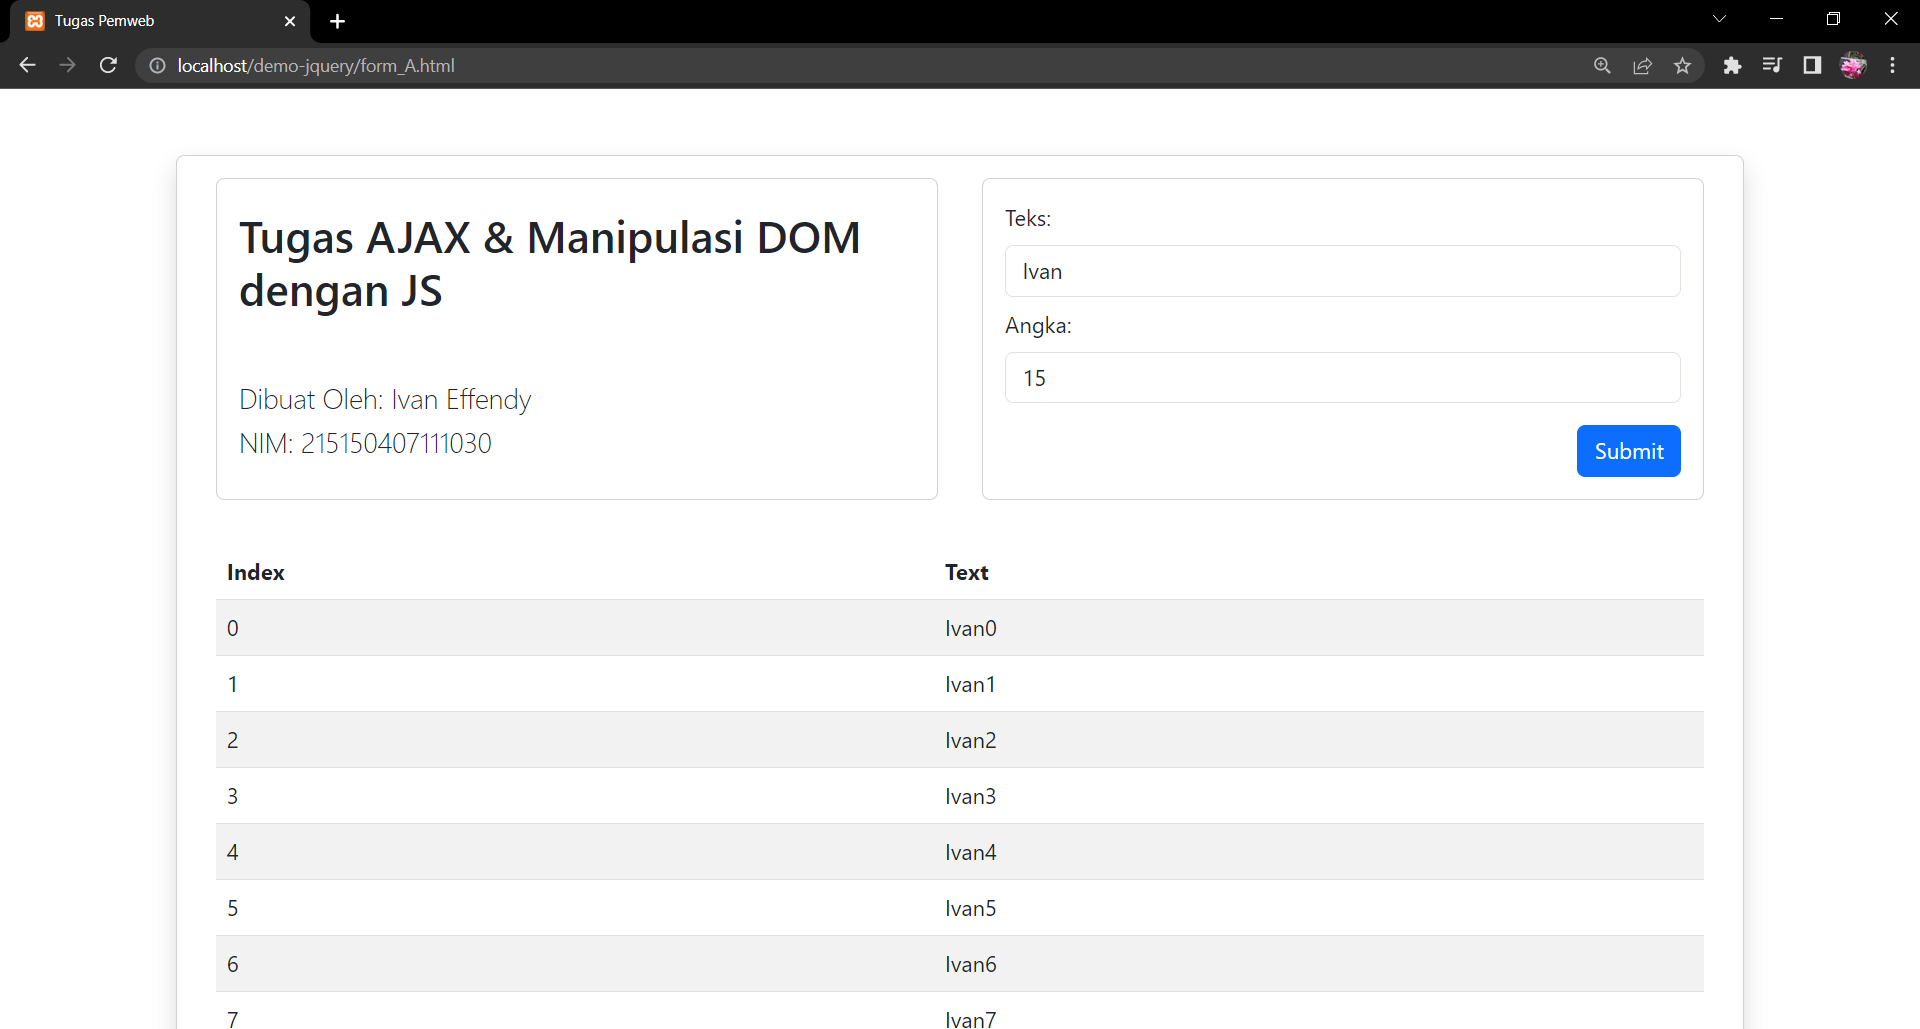 Tugas Pemweb
localhost/demo-jquery/form_A.html
Tugas AJAX & Manipulasi DOM
dengan JS
Dibuat Oleh: Ivan Effendy
NIM: 215150407111030
Teks:
Ivan
Angka:
15
Submit
Index Text
0 Ivan0
1 Ivan1
2 Ivan2
3 Ivan3
4 Ivan4
5 Ivan5
6 Ivan6
7 Ivan7